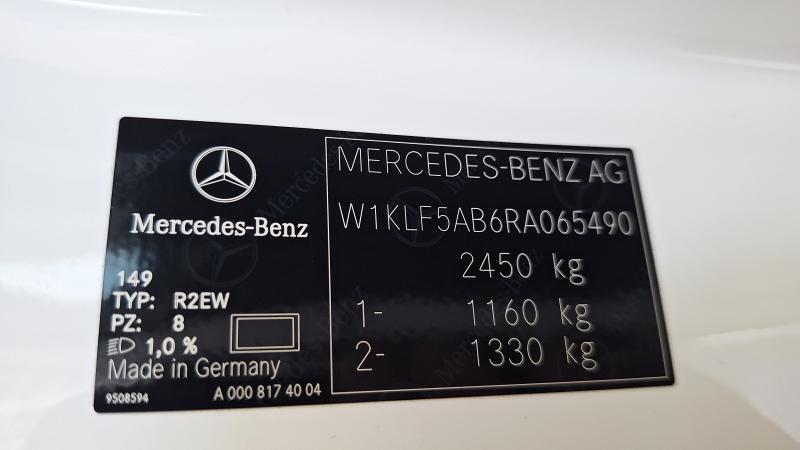 Mercedes-Benz
149
TYP: R2EW
PZ: 8
1,0 %
Made in Germany
9508594
A 000 817 40 04
MERCEDES-BENZ AG
W1KLF5AB6RA065490
2450 kg
1- 1160 kg
2- 1330 kg